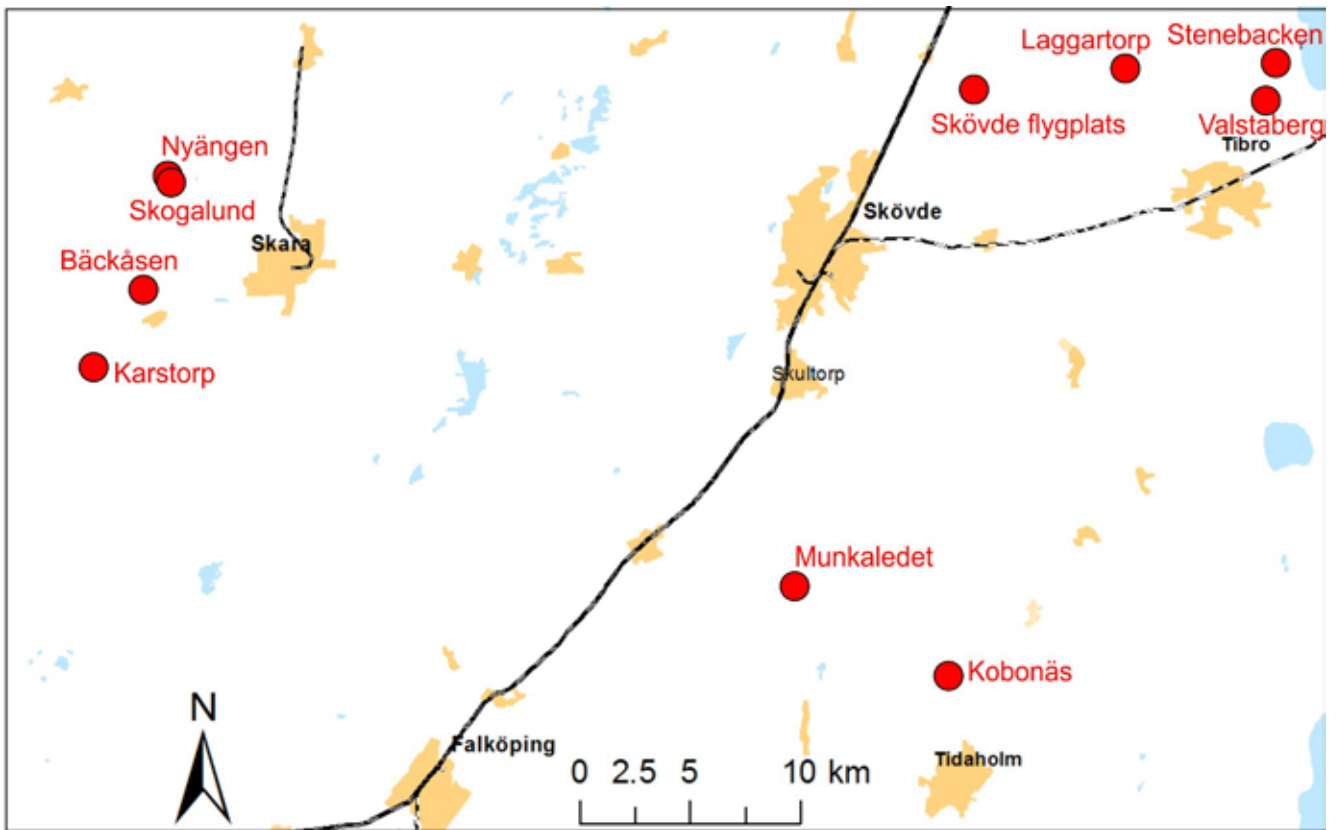 Laggartorp
Stenebacken
Skövde flygplats
Valstaberg
Tibro
Nyängen
Skogalund
Skara
Skövde
Bäckåsen
Karstorp
Skultorp
Munkaledet
Kobonäs
N
Falköping
Tidaholm
0 2.5 5 10 km